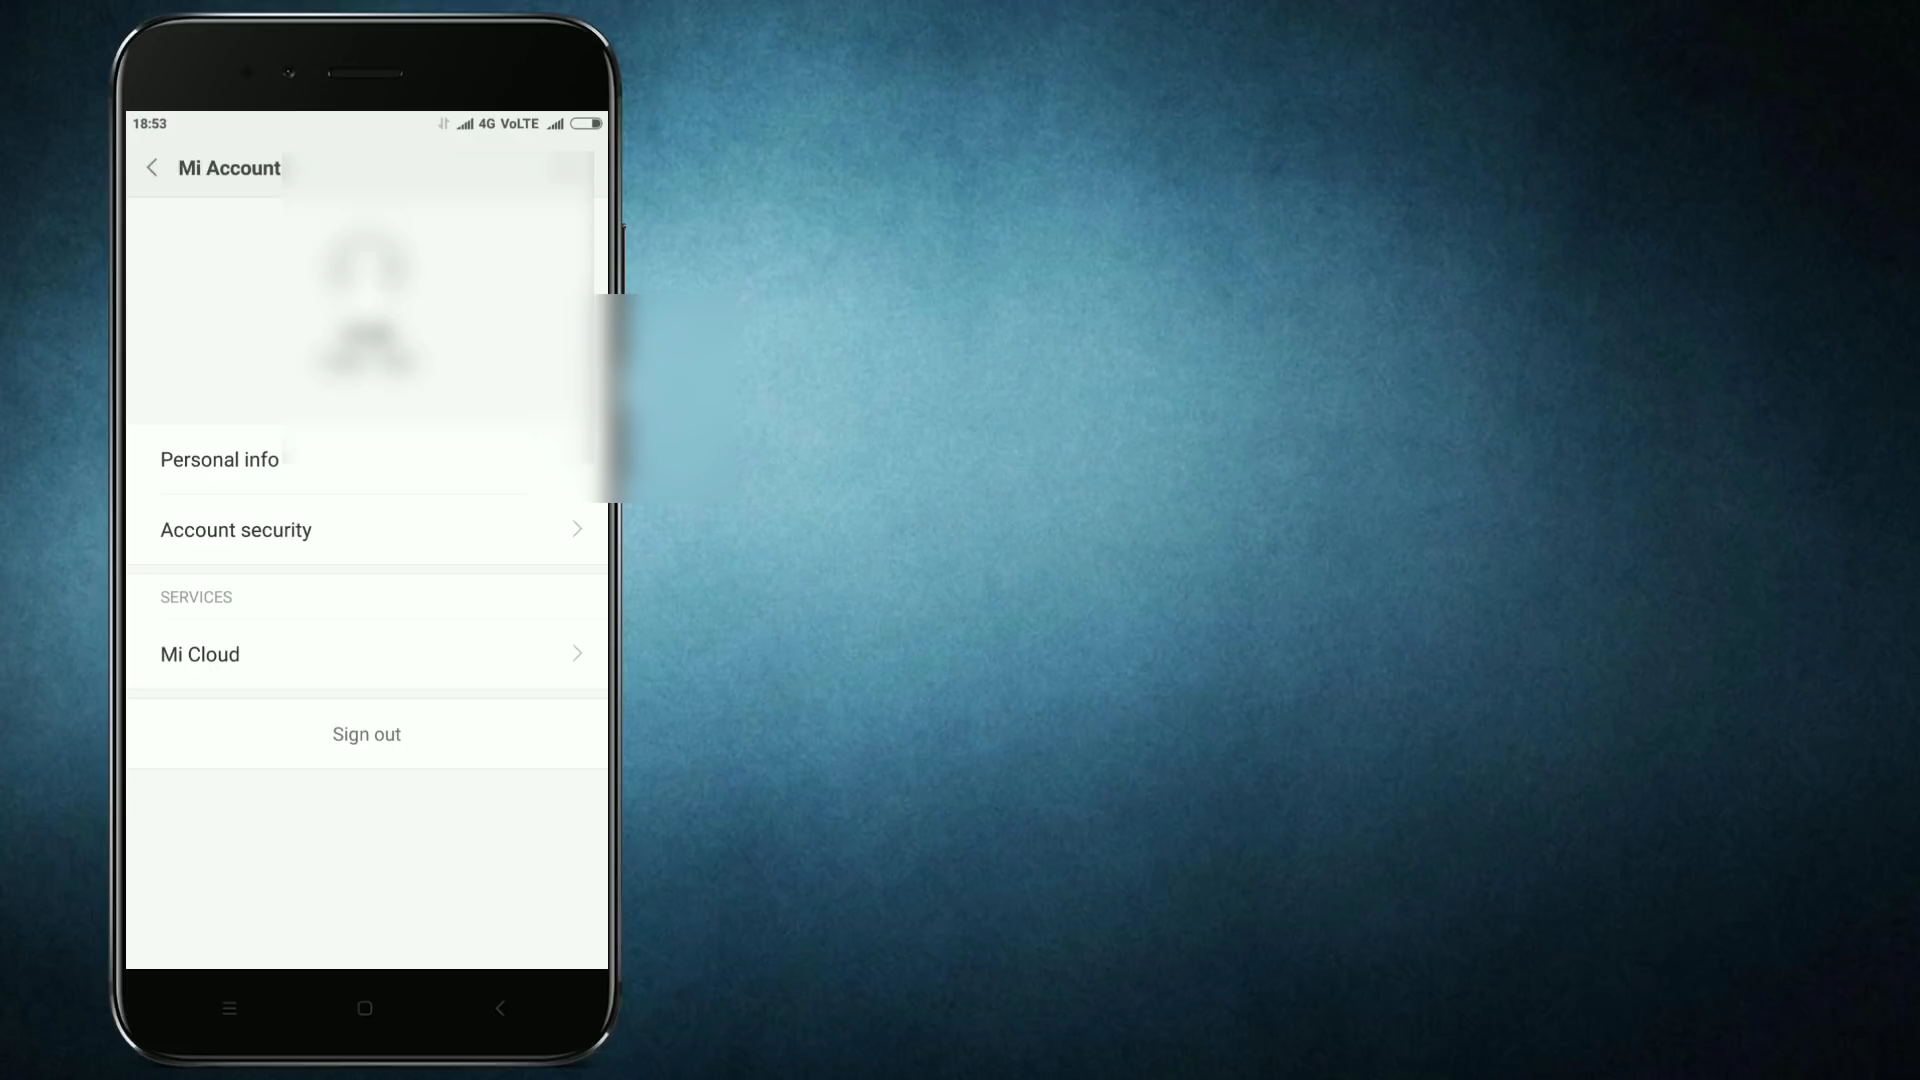 18:53 4G VoLTE
Mi Account
Personal info
Account security
SERVICES
Mi Cloud
Sign out